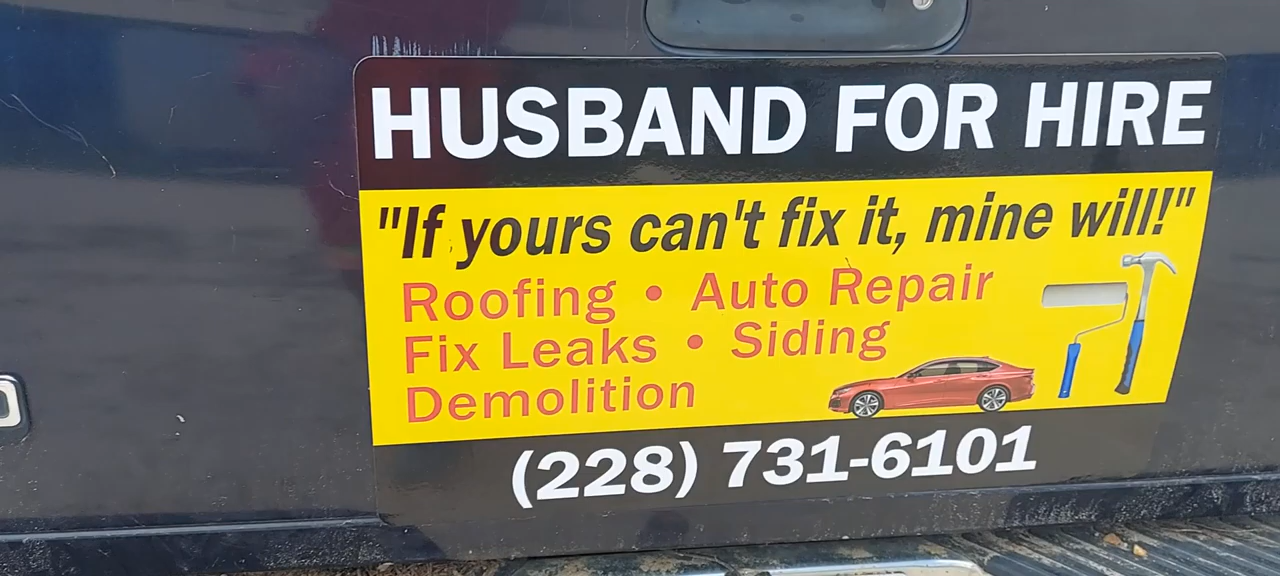 HUSBAND FOR HIRE
"If yours can't fix it, mine will!"
Roofing • Auto Repair
Fix Leaks • Siding
Demolition
(228) 731-6101